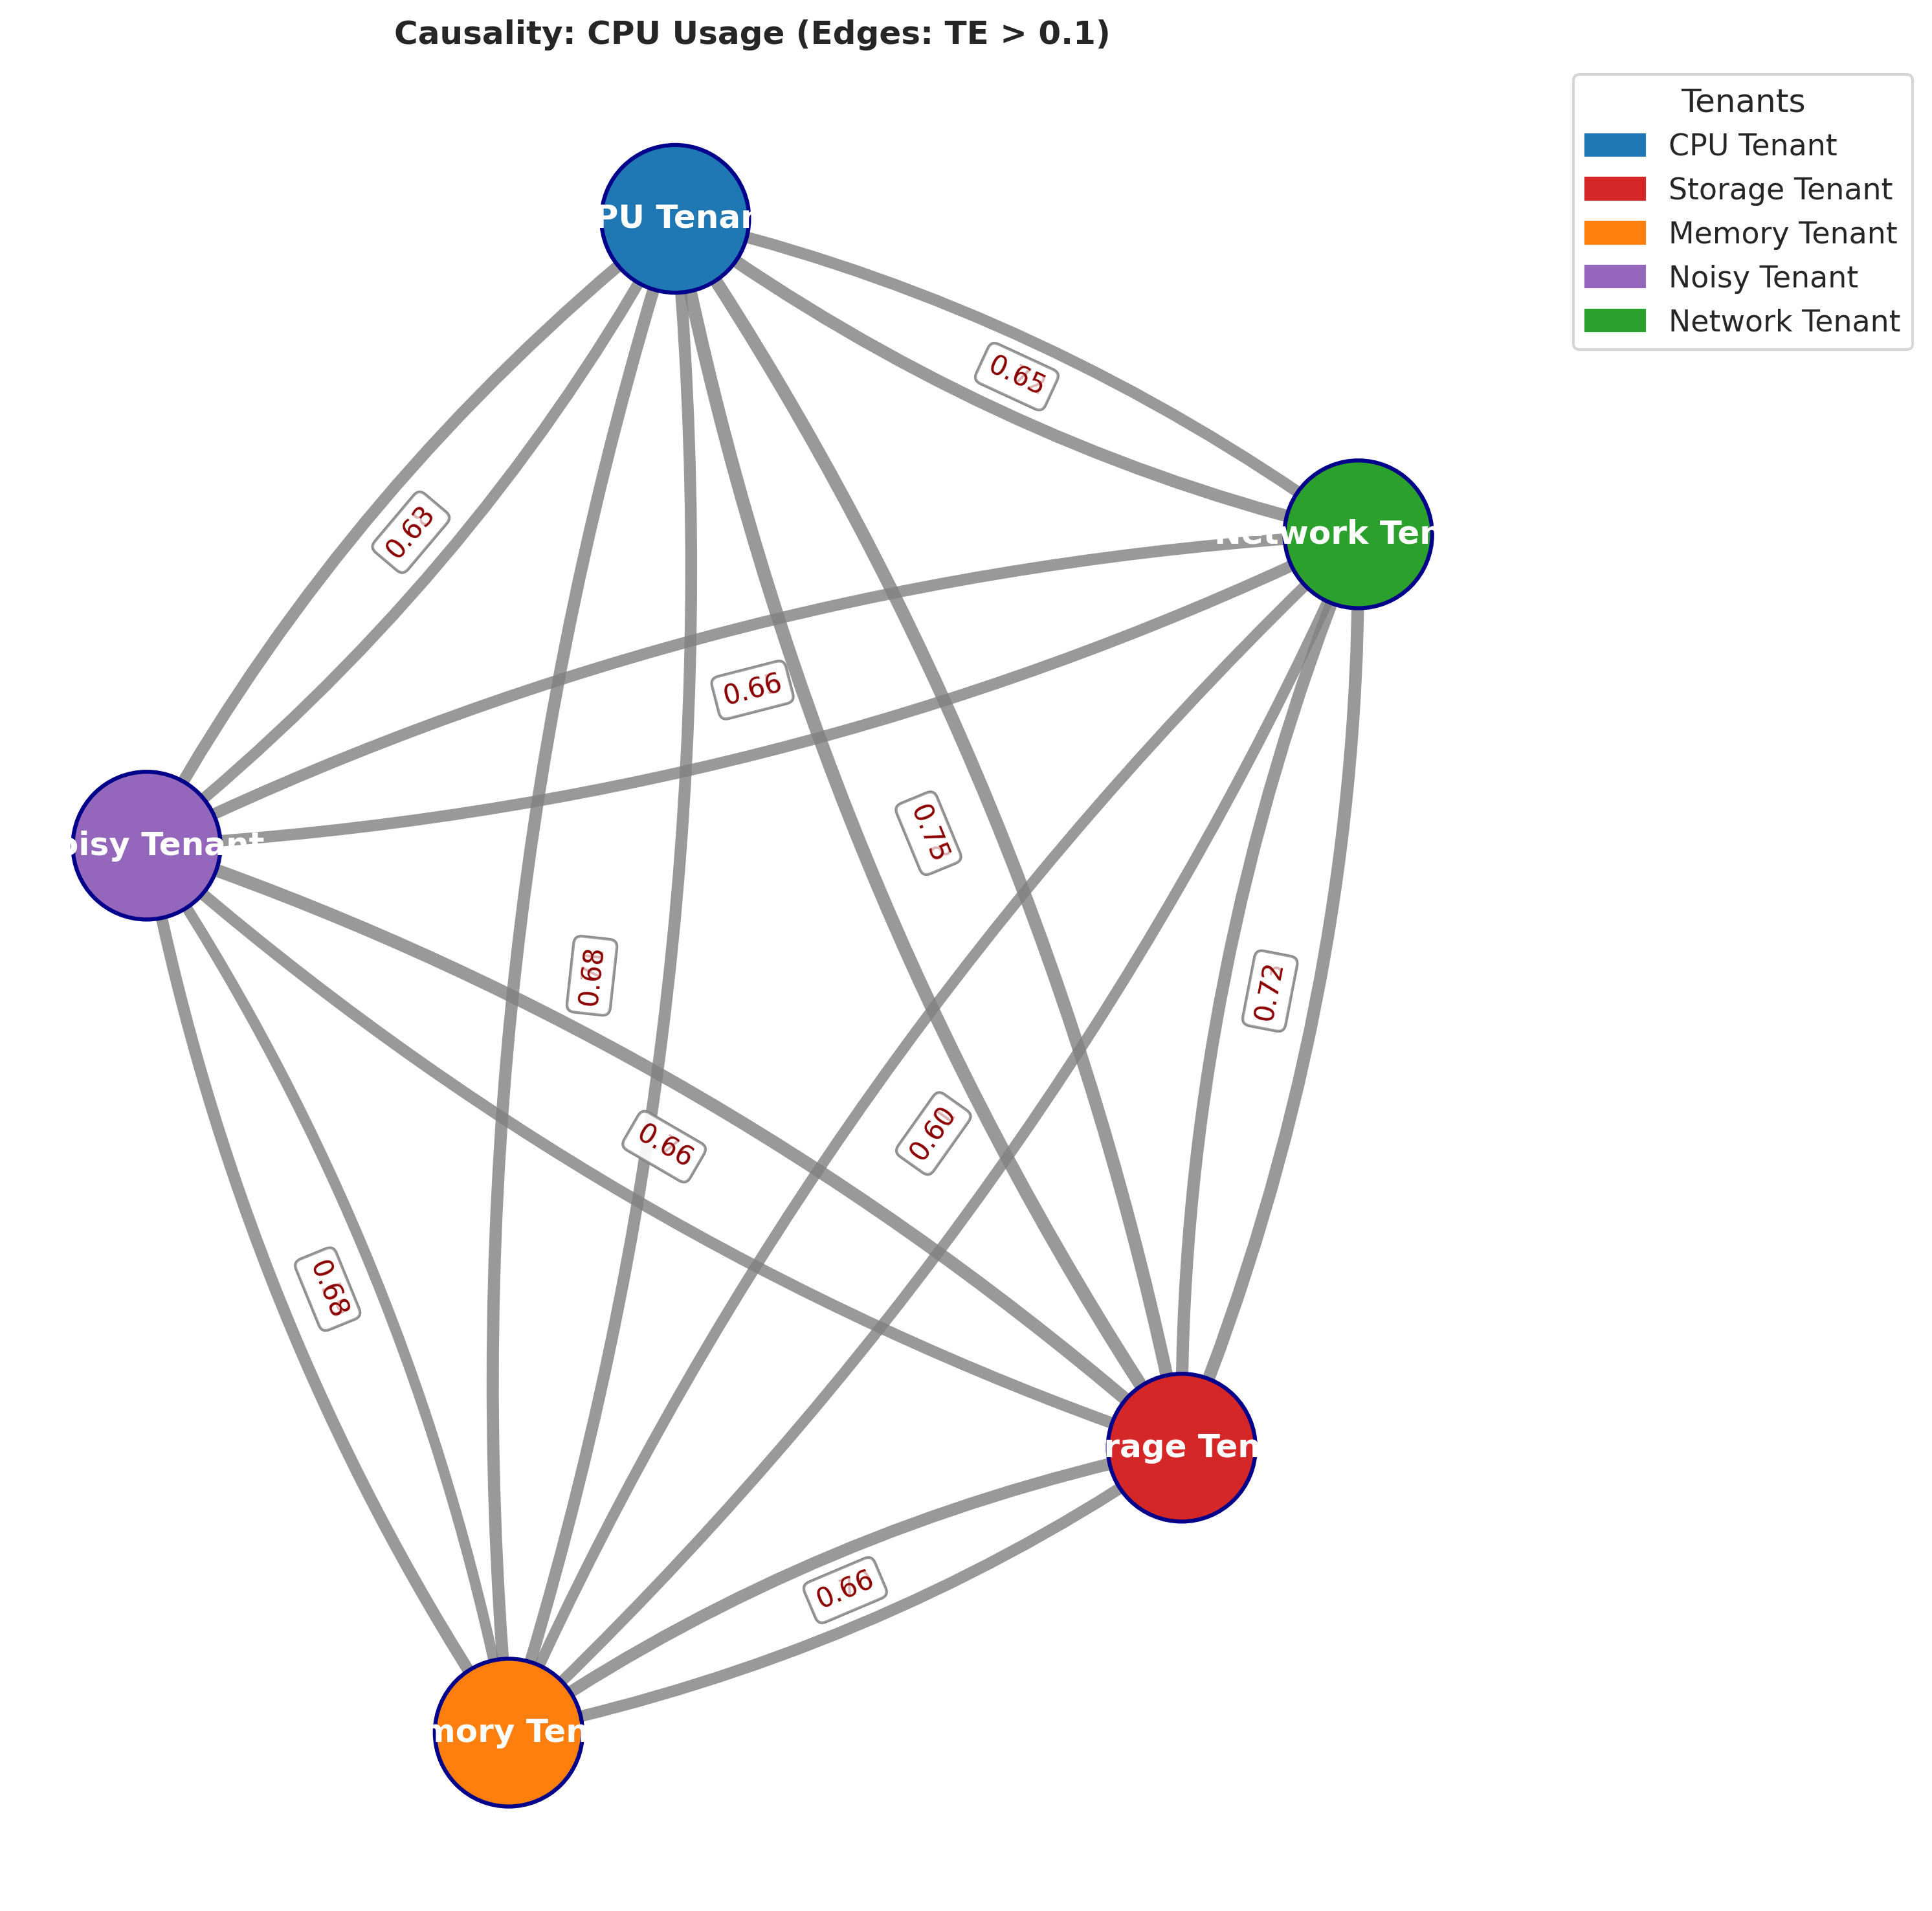 Causality: CPU Usage (Edges: TE > 0.1)
Tenants
CPU Tenant
Storage Tenant
Memory Tenant
Noisy Tenant
Network Tenant
PU Tenan
0.65
0.63
Network Ten
0.66
0.75
oisy Tenant
0.68
0.72
0.66
0.60
0.68
rage Ten
0.66
mory Ten